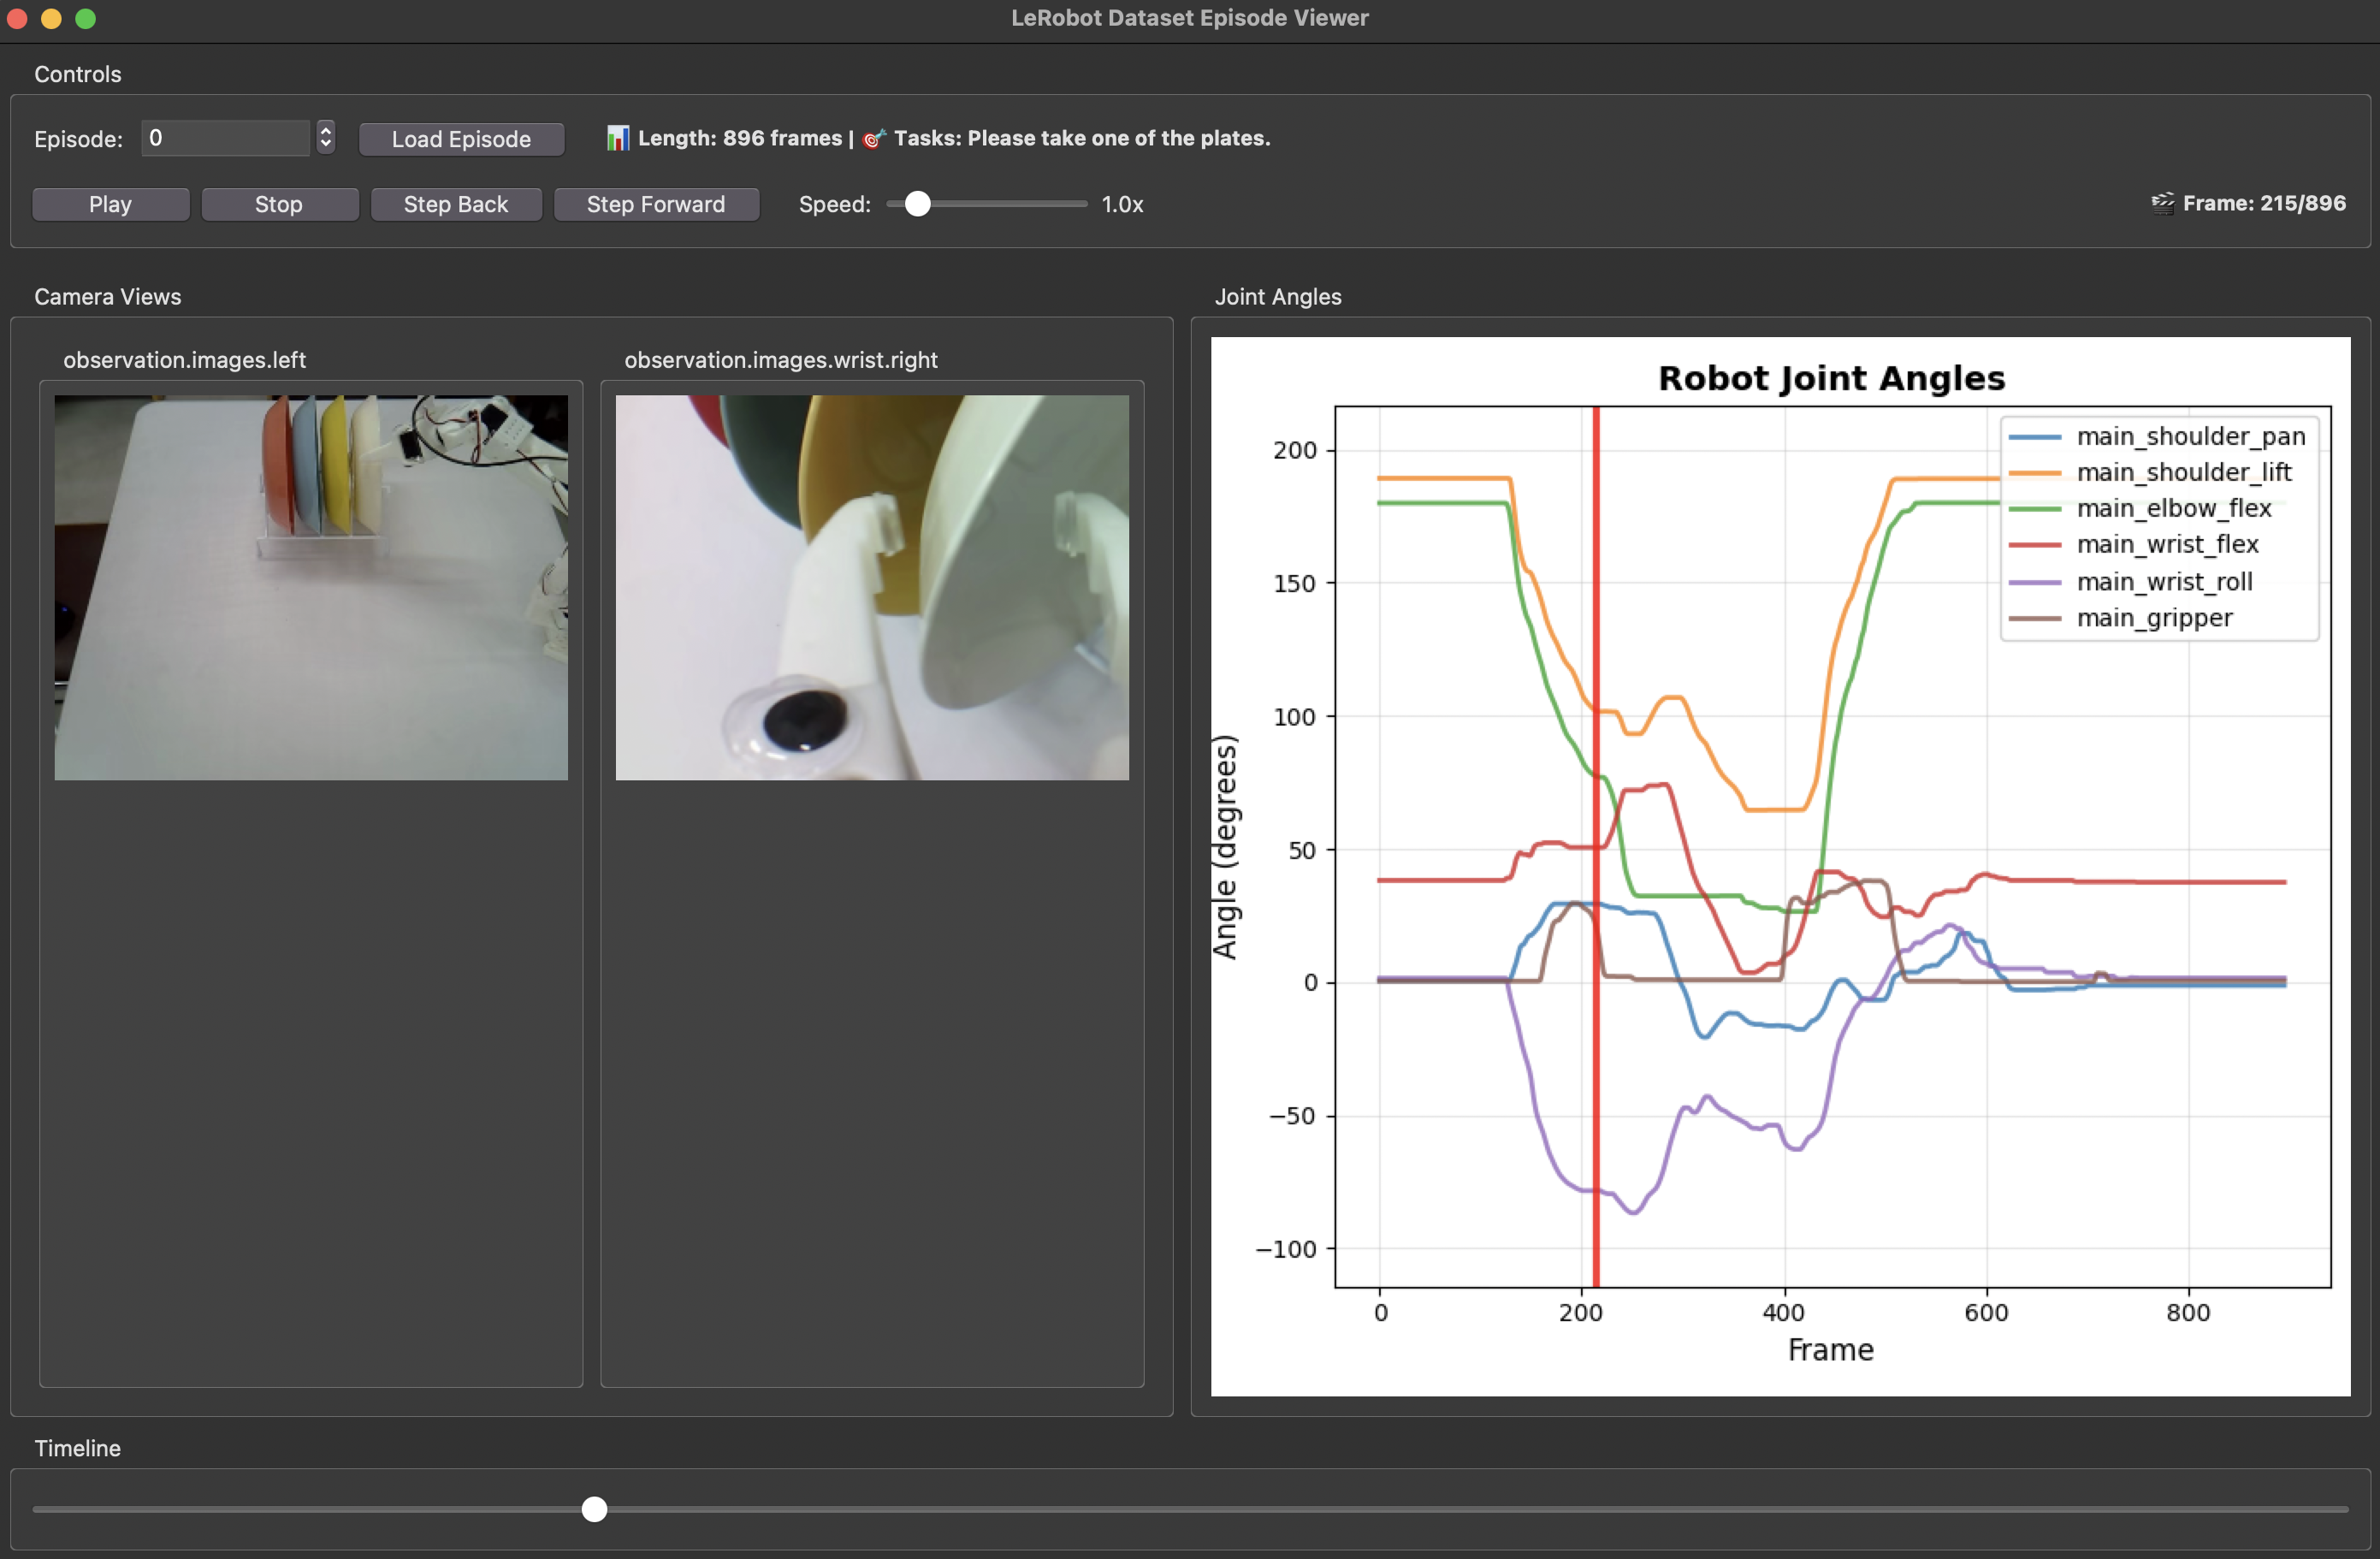 LeRobot Dataset Episode Viewer
Controls
Episode: 0 Load Episode 📊 Length: 896 frames | 🎯 Tasks: Please take one of the plates.
Play Stop Step Back Step Forward Speed: 1.0x 🎬 Frame: 215/896
Camera Views
observation.images.left
observation.images.wrist.right
Joint Angles
Robot Joint Angles
main_shoulder_pan
main_shoulder_lift
main_elbow_flex
main_wrist_flex
main_wrist_roll
main_gripper
Angle (degrees)
200
150
100
50
0
−50
−100
0 200 400 600 800
Frame
Timeline